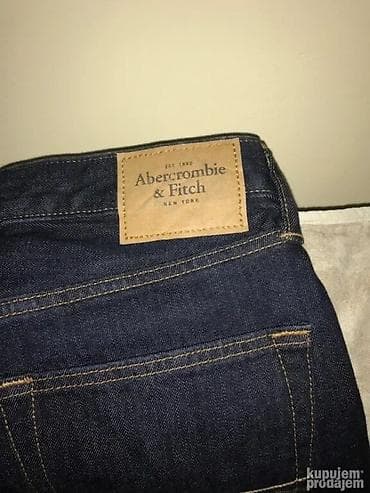 EST. 1892
Abercrombie
& Fitch
NEW YORK
kupujem
prodajem